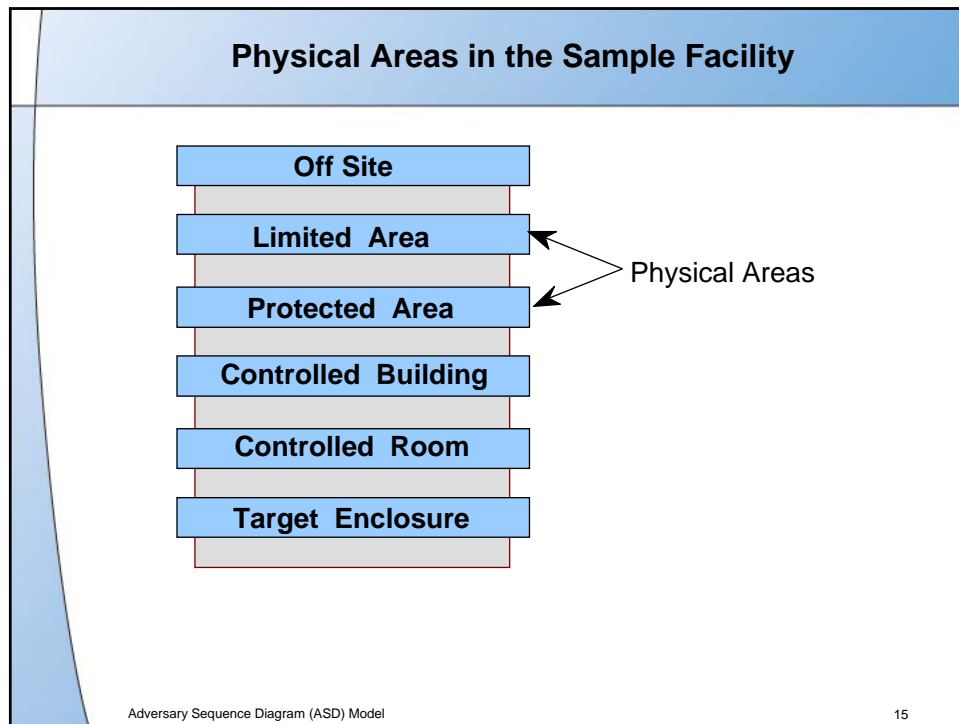 Physical Areas in the Sample Facility
Off Site
Limited Area
Physical Areas
Protected Area
Controlled Building
Controlled Room
Target Enclosure
Adversary Sequence Diagram (ASD) Model
15